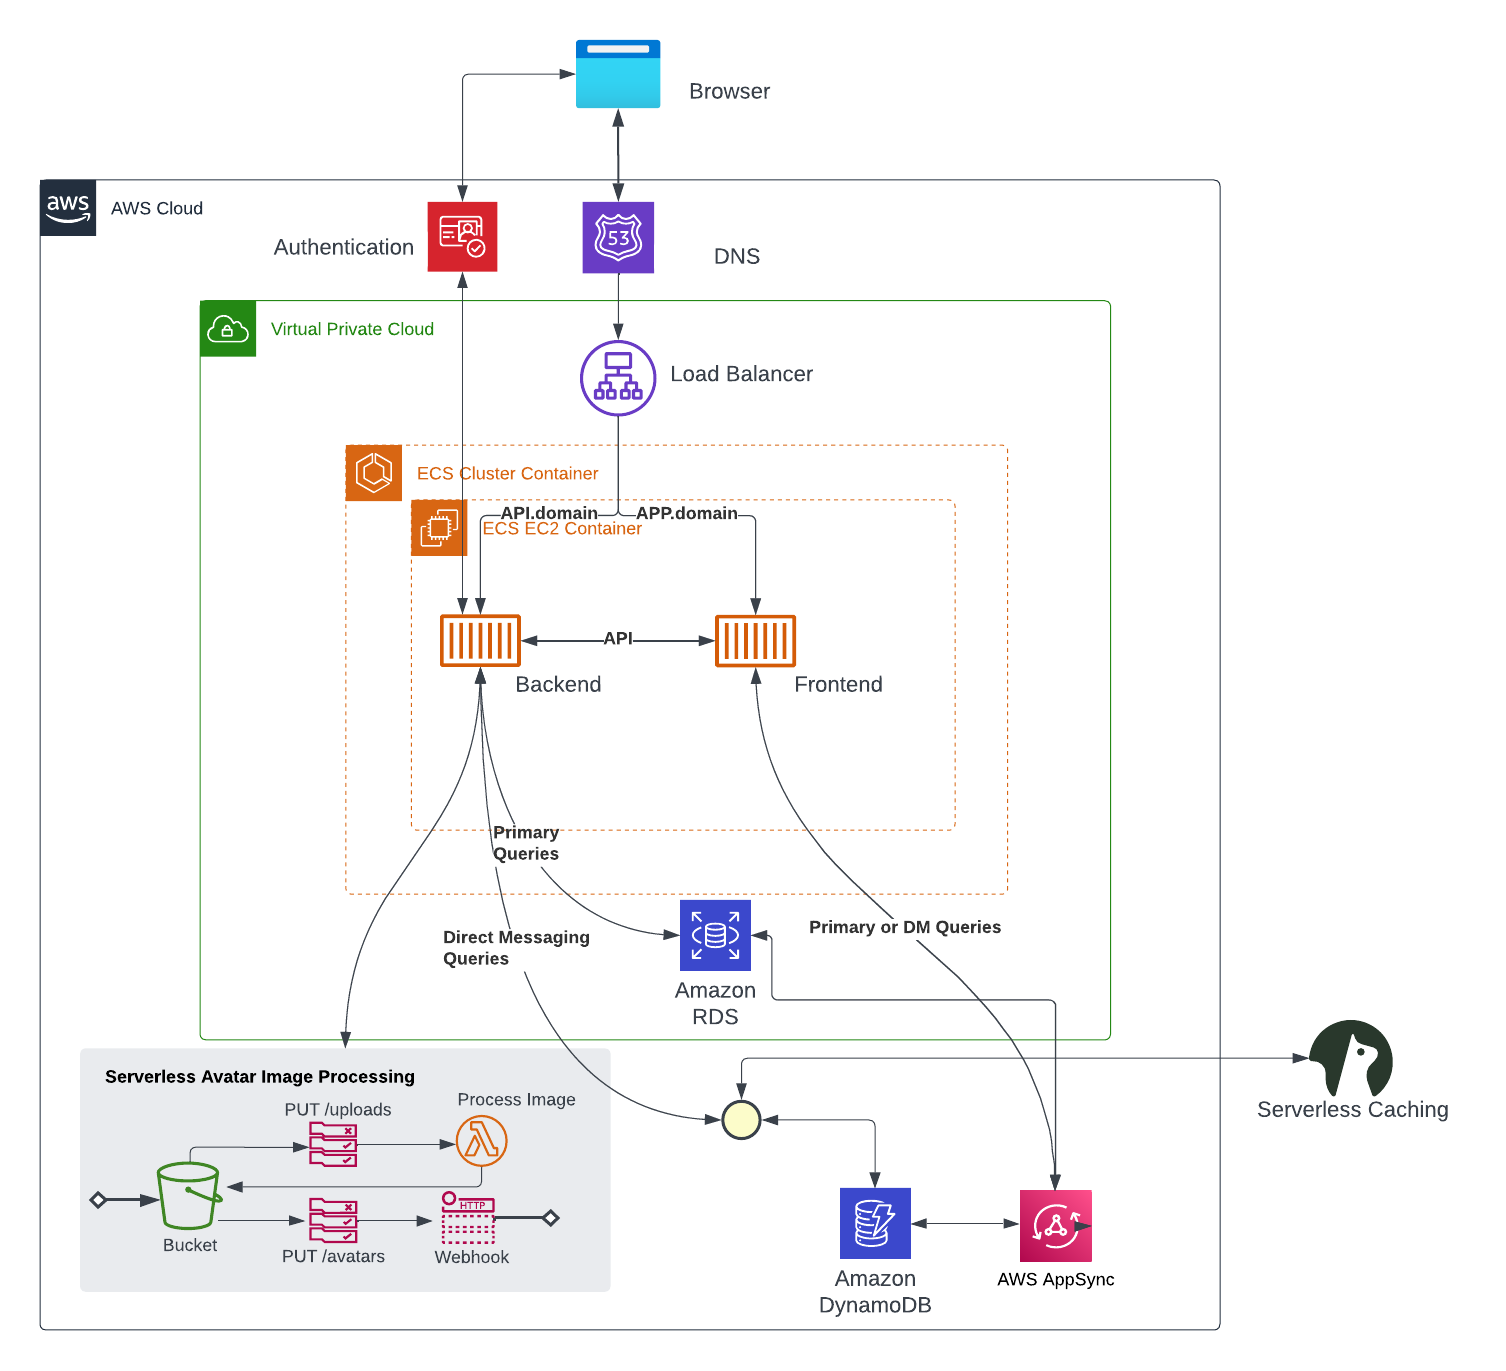 Browser
aws
AWS Cloud
Authentication
53
DNS
Virtual Private Cloud
Load Balancer
ECS Cluster Container
API.domain
APP.domain
ECS EC2 Container
API
Backend
Frontend
Primary
Queries
Primary or DM Queries
Direct Messaging
Queries
Amazon
RDS
Serverless Avatar Image Processing
PUT /uploads
Process Image
Serverless Caching
HTTP
Bucket
PUT /avatars
Webhook
Amazon
DynamoDB
AWS AppSync